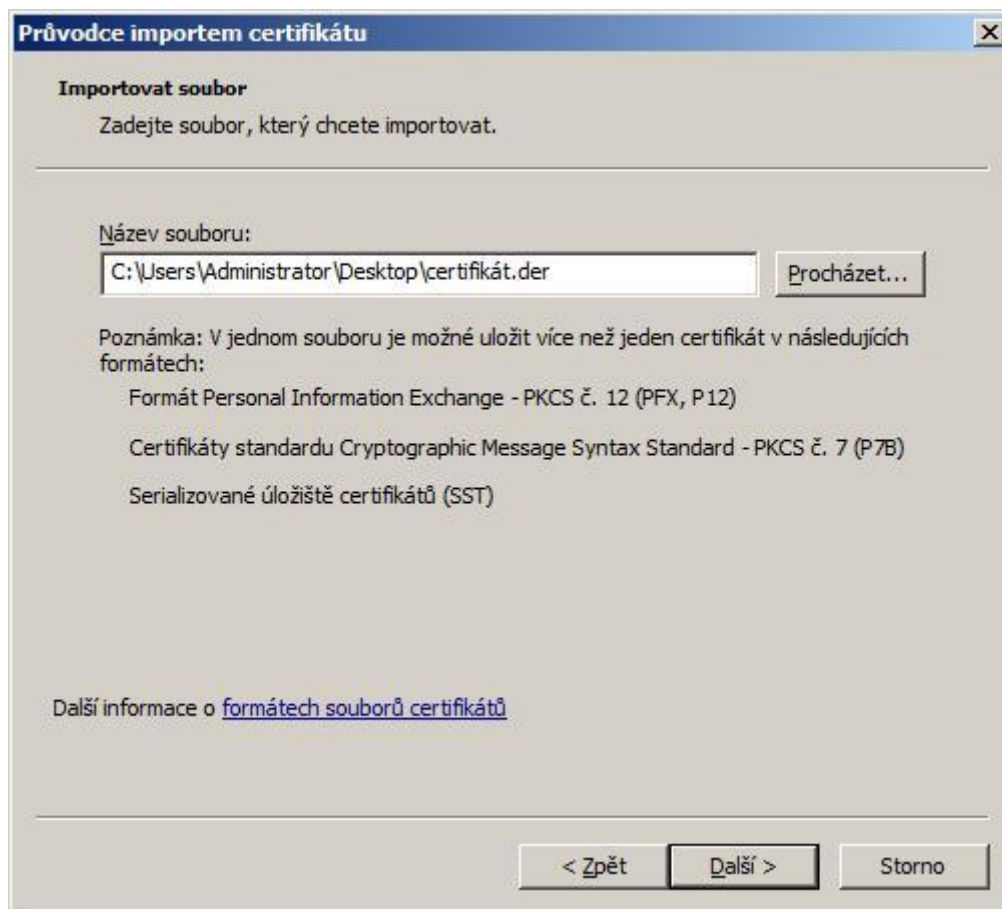 Průvodce importem certifikátu
Importovat soubor
Zadejte soubor, který chcete importovat.
Název souboru:
C:\Users\Administrator\Desktop\certifikát.der
Procházet...
Poznámka: V jednom souboru je možné uložit více než jeden certifikát v následujících
formátech:
Formát Personal Information Exchange - PKCS č. 12 (PFX, P12)
Certifikáty standardu Cryptographic Message Syntax Standard - PKCS č. 7 (P7B)
Serializované úložiště certifikátů (SST)
Další informace o formátech souborů certifikátů
< Zpět
Další >
Storno